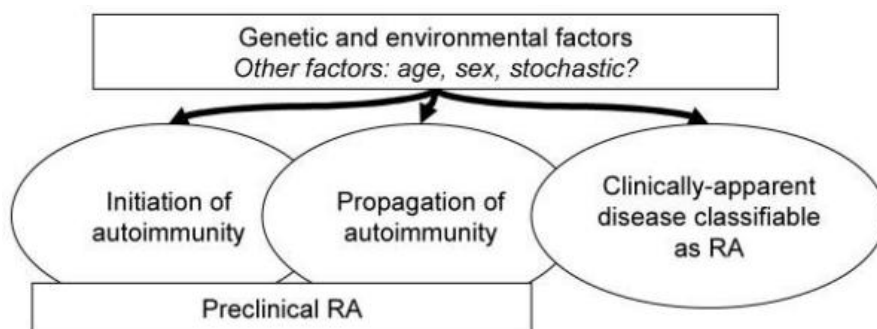 Genetic and environmental factors
Other factors: age, sex, stochastic?
Initiation of
autoimmunity
Propagation of
autoimmunity
Clinically-apparent
disease classifiable
as RA
Preclinical RA